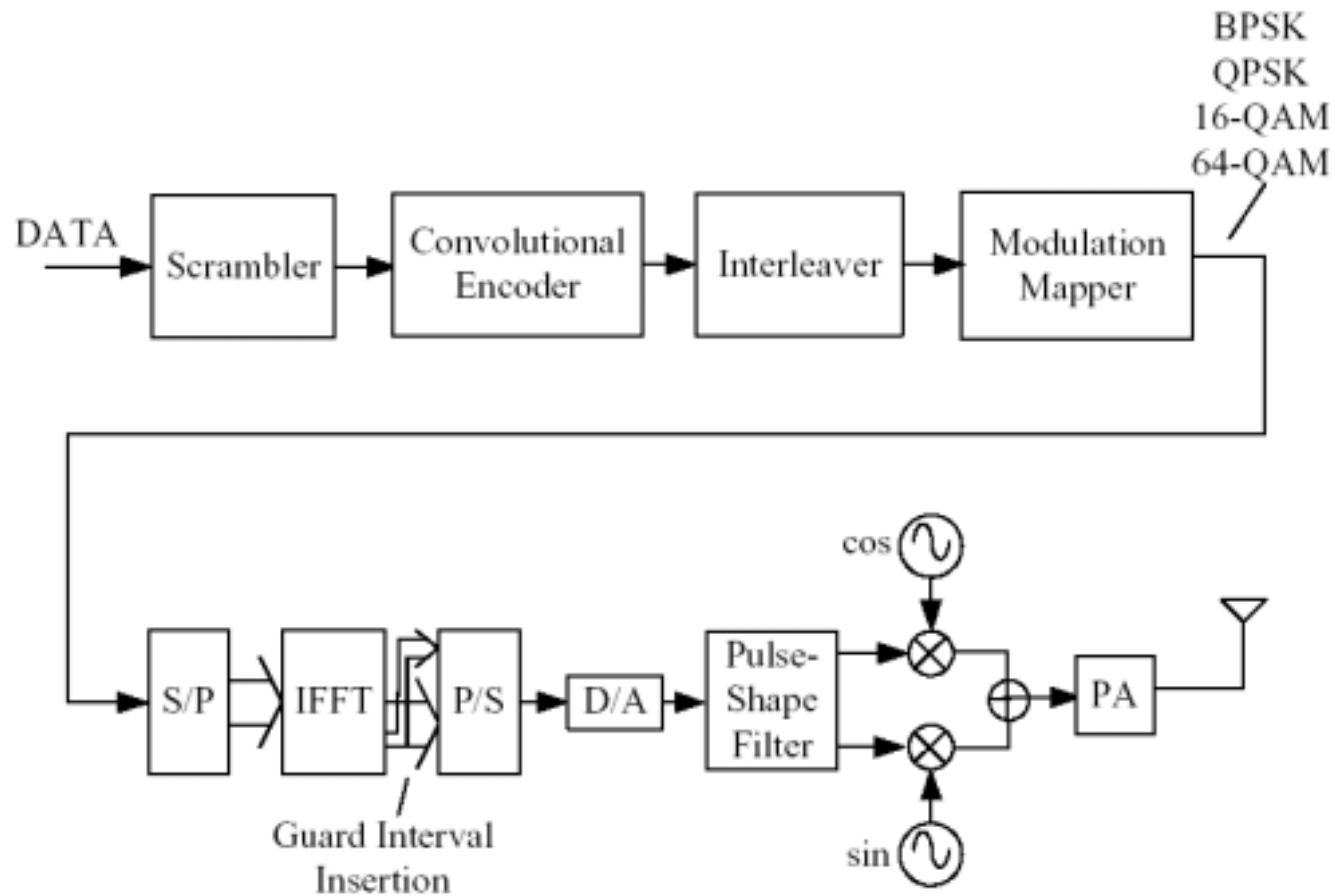 BPSK
QPSK
16-QAM
64-QAM
DATA
Scrambler
Convolutional
Encoder
Interleaver
Modulation
Mapper
cos
S/P
IFFT
P/S
D/A
Pulse-
Shape
Filter
PA
Guard Interval
Insertion
sin